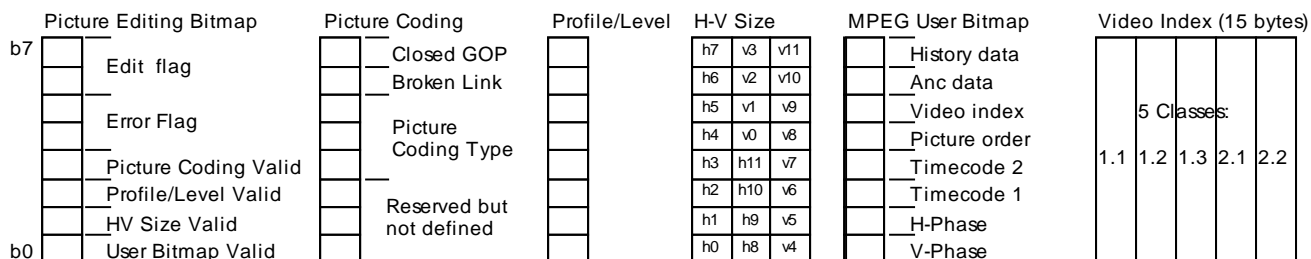 Picture Editing Bitmap Picture Coding Profile/Level H-V Size MPEG User Bitmap Video Index (15 bytes)
b7 Edit flag Closed GOP h7 v3 v11 History data
Broken Link h6 v2 v10 Anc data
Error Flag Picture h5 v1 v9 Video index 5 Classes:
Coding Type h4 v0 v8 Picture order
Picture Coding Valid h3 h11 v7 Timecode 2 1.1 1.2 1.3 2.1 2.2
Profile/Level Valid Reserved but h2 h10 v6 Timecode 1
HV Size Valid not defined h1 h9 v5 H-Phase
b0 User Bitmap Valid h0 h8 v4 V-Phase